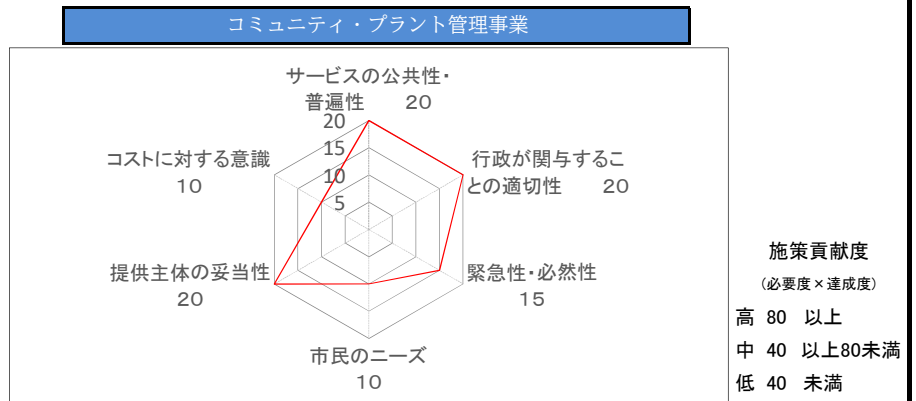 コミュニティ・プラント管理事業
サービスの公共性・
普遍性 20
20
15
10
5
行政が関与するこ
との適切性 20
緊急性・必然性
15
市民のニーズ
10
提供主体の妥当性
20
コストに対する意識
10
施策貢献度
（必要度×達成度）
高 80 以上
中 40 以上80未満
低 40 未満